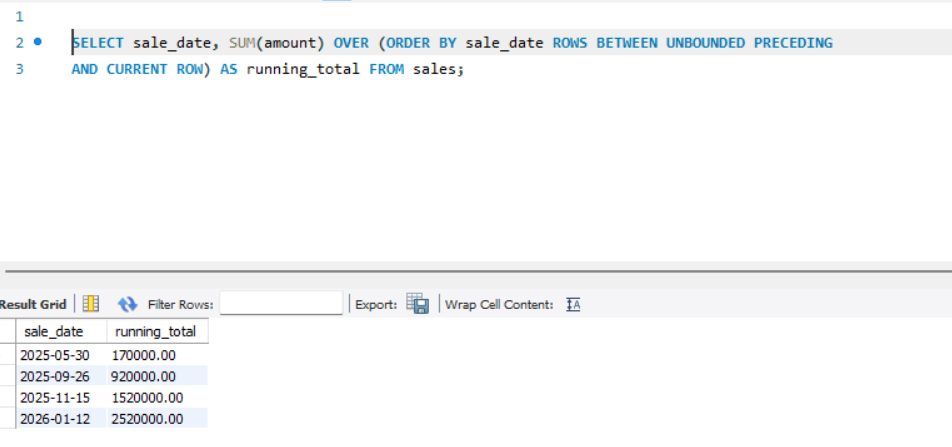 1
2 SELECT sale_date, SUM(amount) OVER (ORDER BY sale_date ROWS BETWEEN UNBOUNDED PRECEDING
3 AND CURRENT ROW) AS running_total FROM sales;
Result Grid Filter Rows: Export: Wrap Cell Content:
sale_date running_total
2025-05-30 170000.00
2025-09-26 920000.00
2025-11-15 1520000.00
2026-01-12 2520000.00